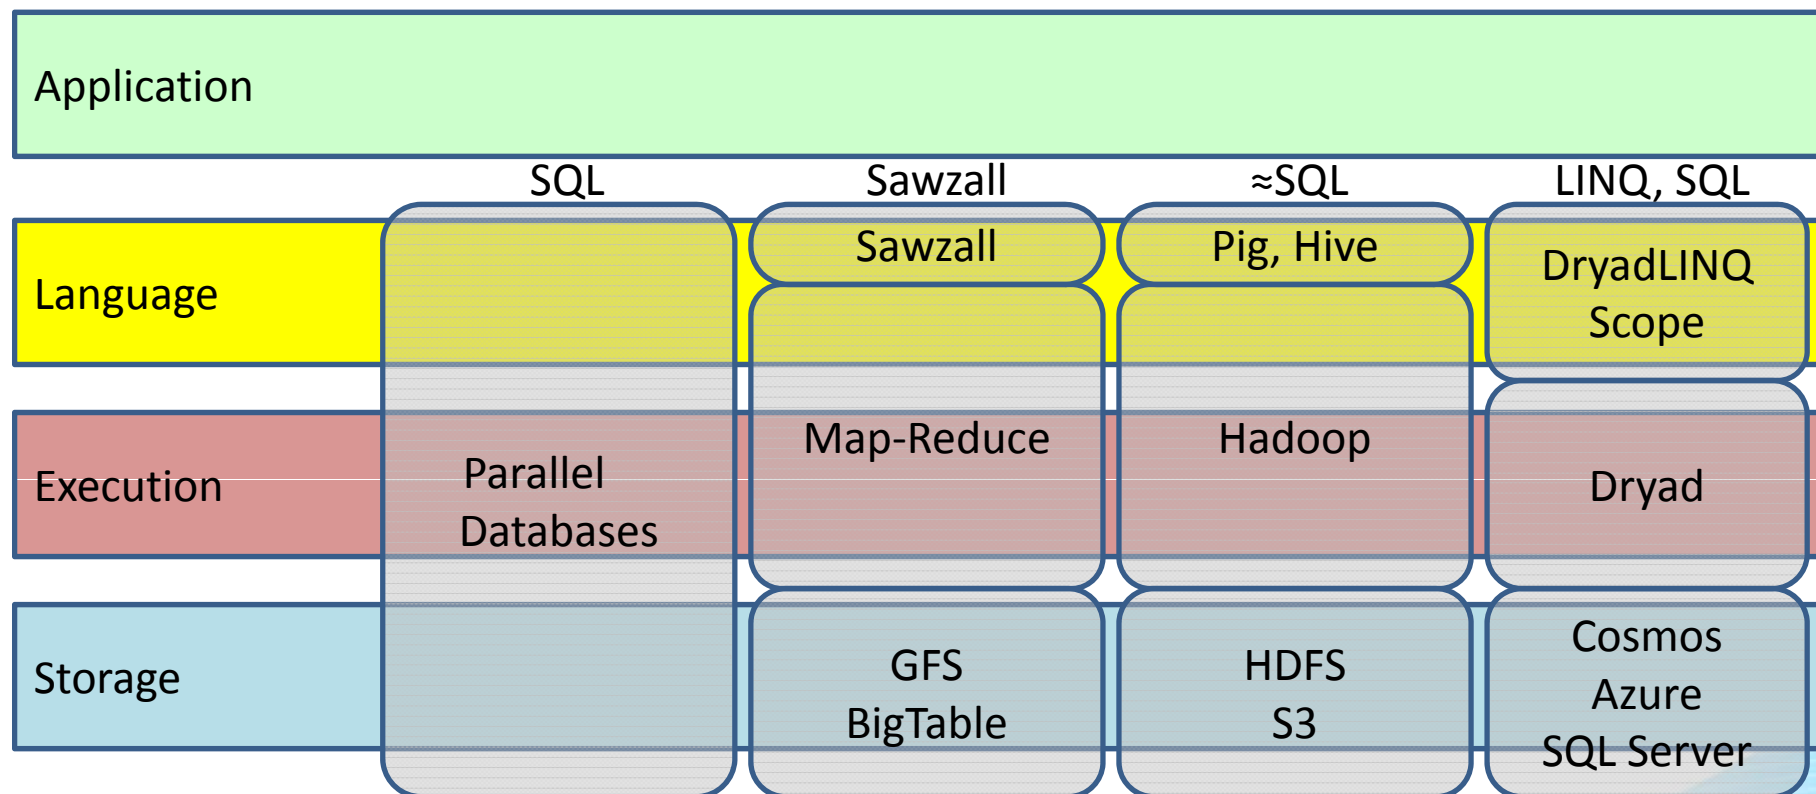 Application
SQL
Sawzall
≈SQL
LINQ, SQL
Language
Sawzall
Pig, Hive
DryadLINQ
Scope
Execution
Parallel
Databases
Map-Reduce
Hadoop
Dryad
Storage
GFS
BigTable
HDFS
S3
Cosmos
Azure
SQL Server